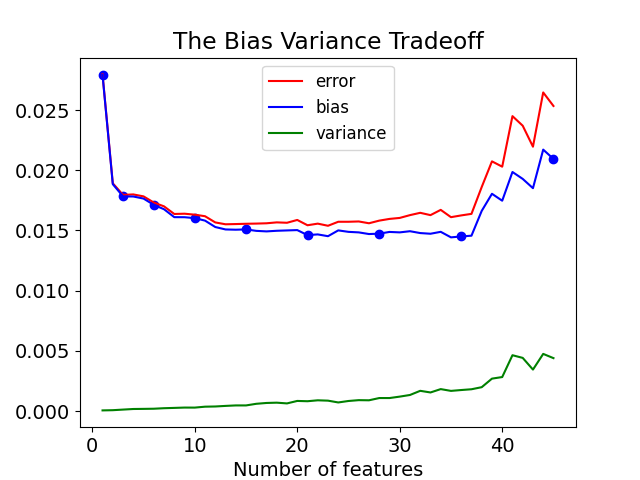 The Bias Variance Tradeoff
error
bias
variance
0.025
0.020
0.015
0.010
0.005
0.000
0 10 20 30 40
Number of features